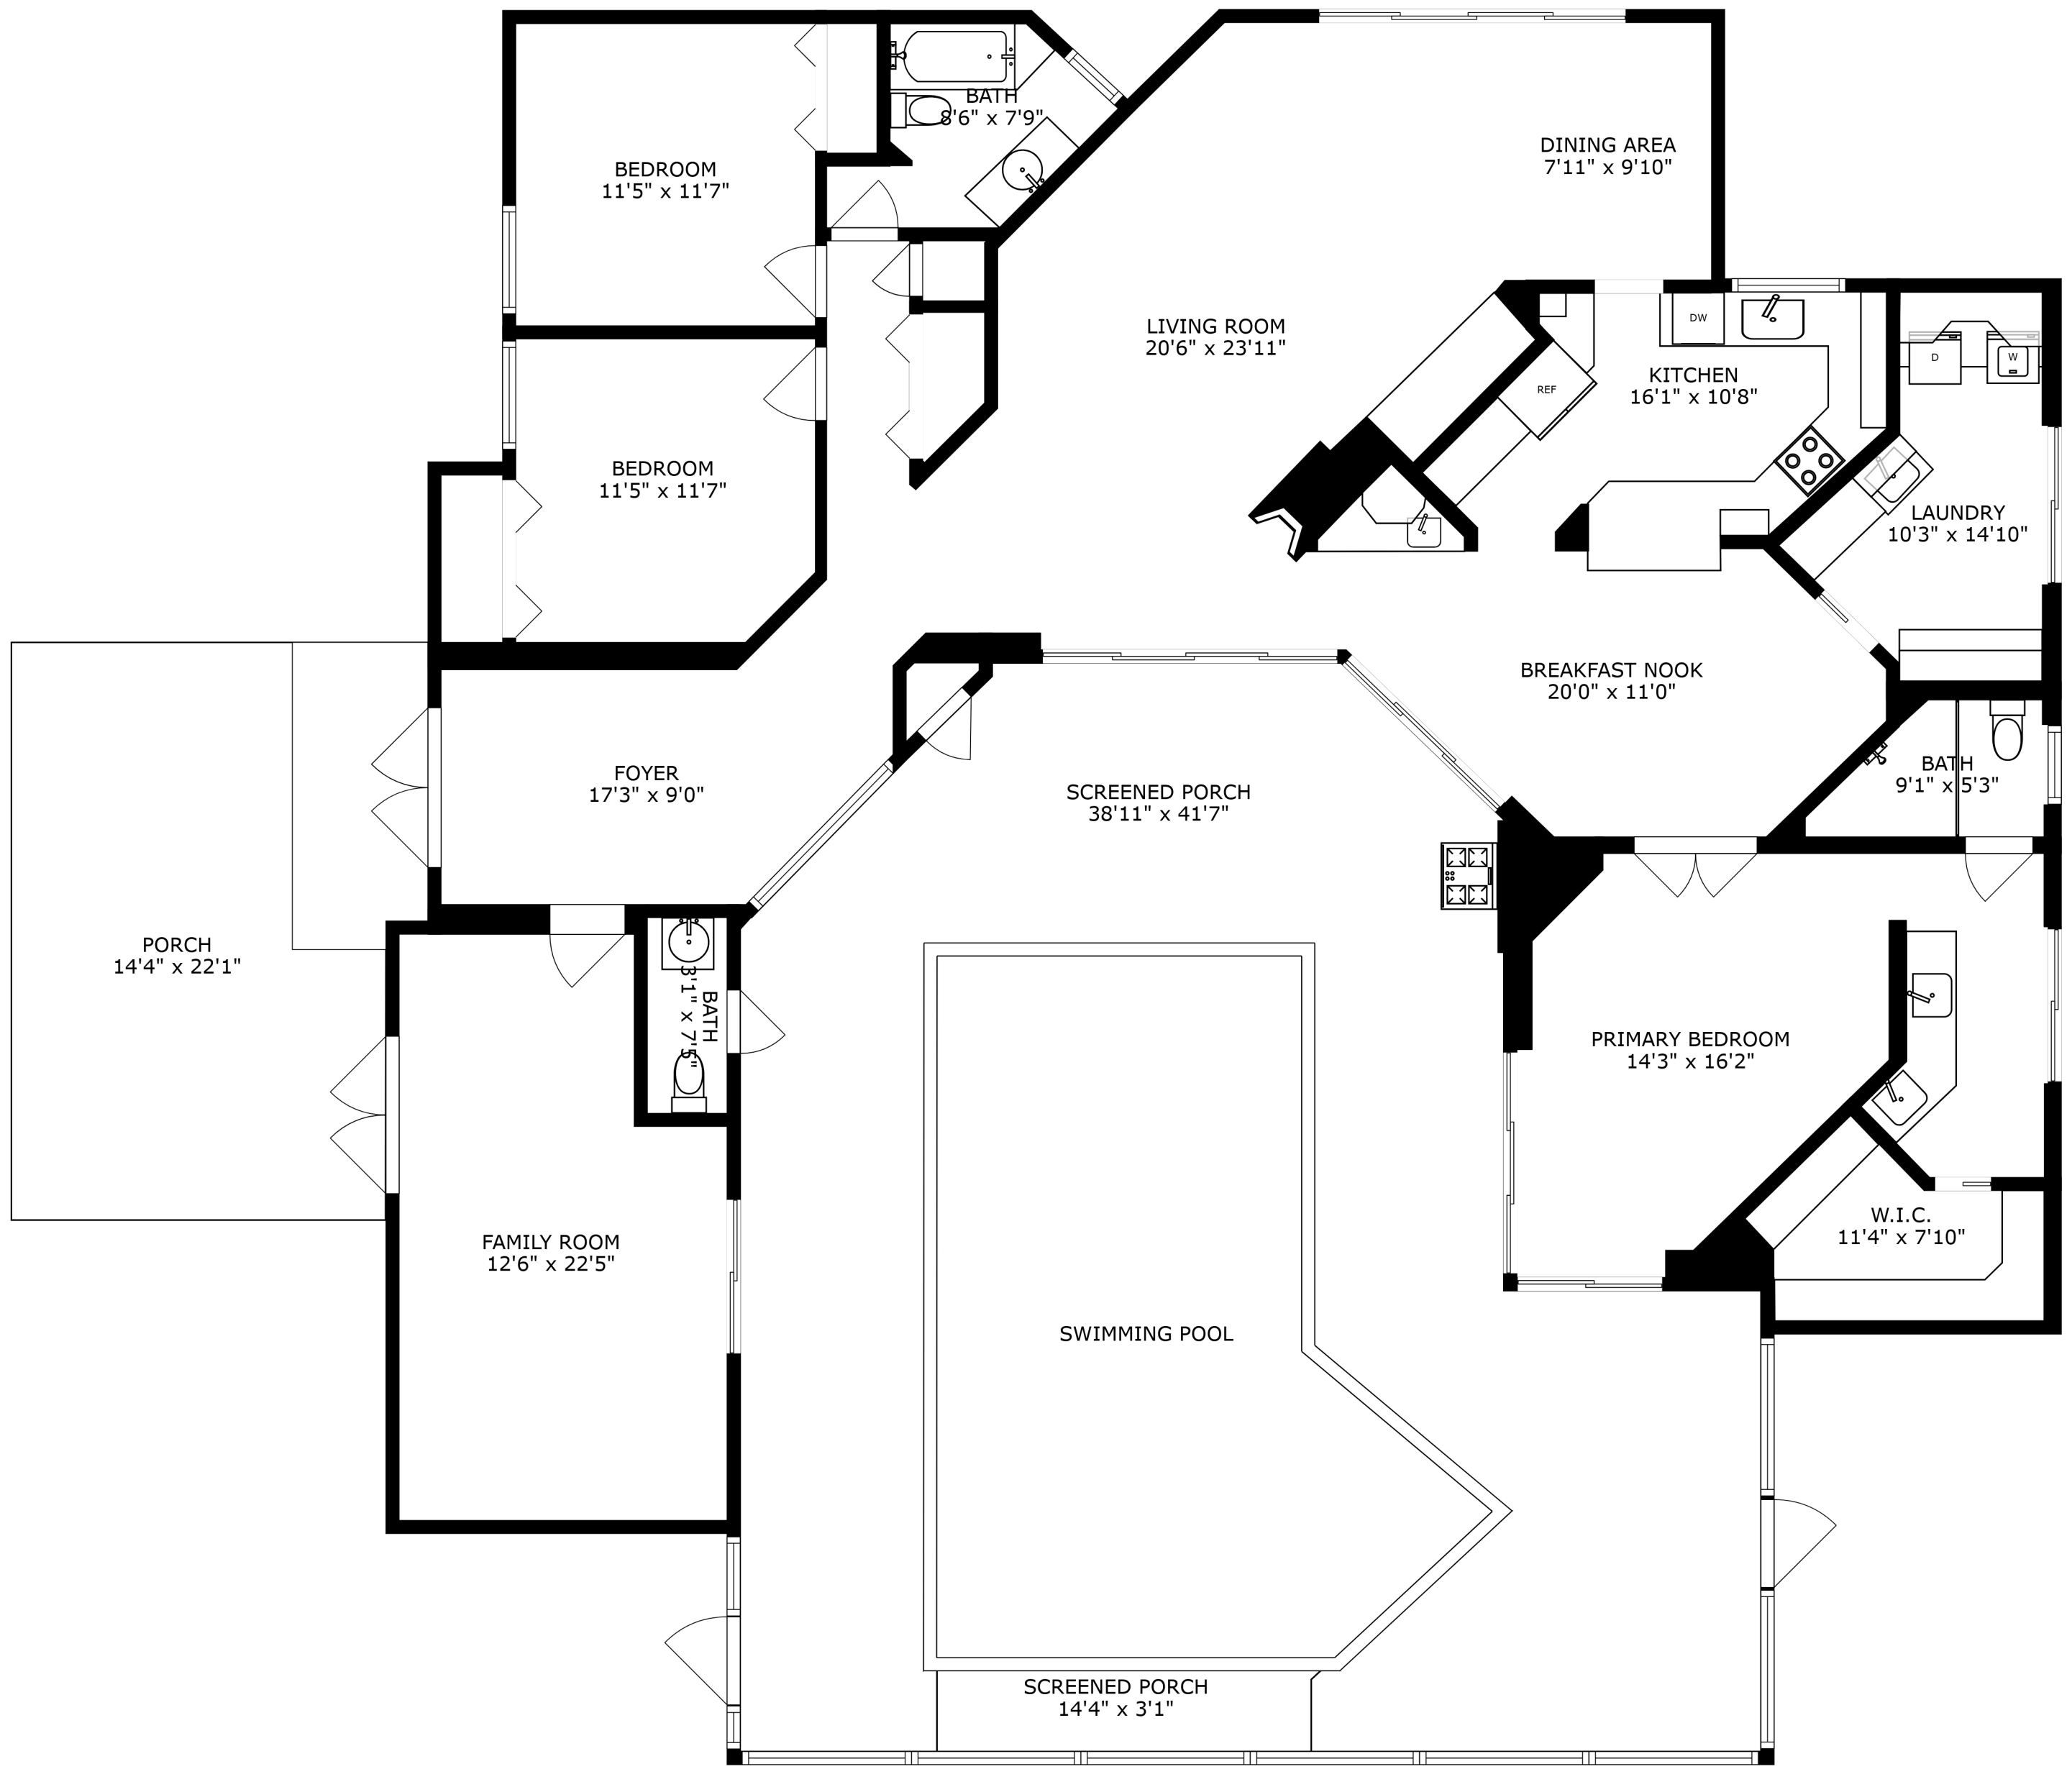 BATH
8'6" x 7'9"
BEDROOM
11'5" x 11'7"
DINING AREA
7'11" x 9'10"
LIVING ROOM
20'6" x 23'11"
DW
KITCHEN
16'1" x 10'8"
REF
D
W
BEDROOM
11'5" x 11'7"
LAUNDRY
10'3" x 14'10"
BREAKFAST NOOK
20'0" x 11'0"
FOYER
17'3" x 9'0"
SCREENED PORCH
38'11" x 41'7"
BATH
9'1" x 5'3"
PORCH
14'4" x 22'1"
BATH
3'1" x 7'5"
PRIMARY BEDROOM
14'3" x 16'2"
W.I.C.
11'4" x 7'10"
FAMILY ROOM
12'6" x 22'5"
SWIMMING POOL
SCREENED PORCH
14'4" x 3'1"